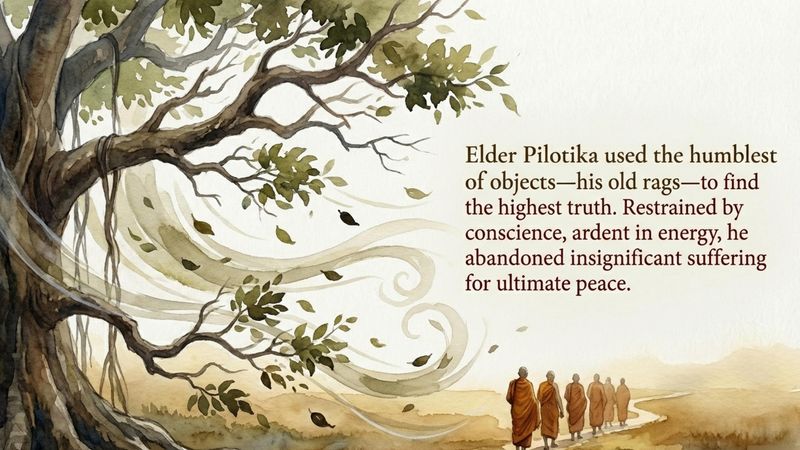 Elder Pilotika used the humblest
of objects—his old rags—to find
the highest truth. Restrained by
conscience, ardent in energy, he
abandoned insignificant suffering
for ultimate peace.